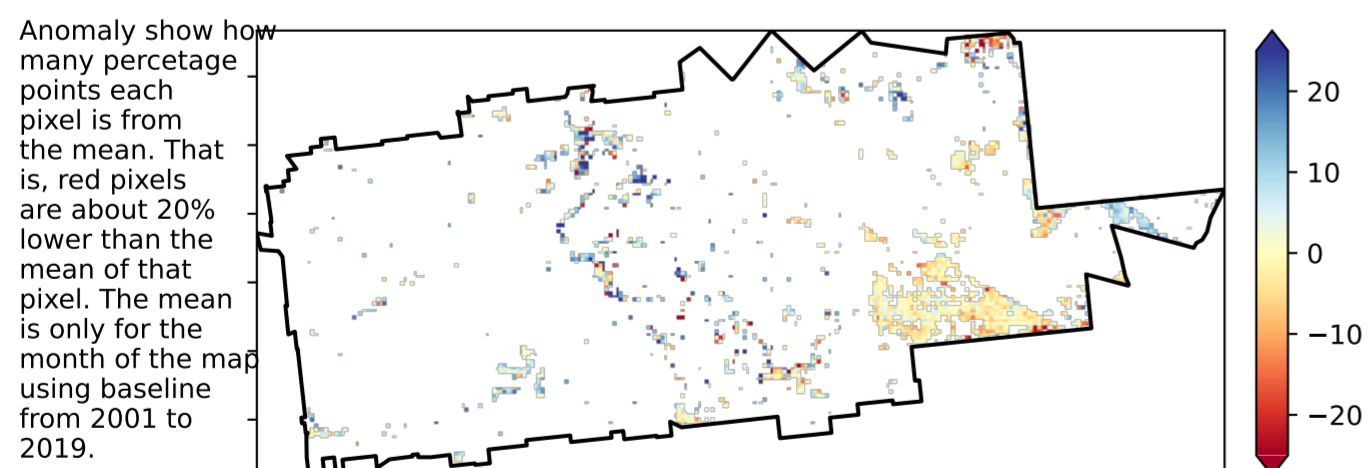 Anomaly show how
many percetage
points each
pixel is from
the mean. That
is, red pixels
are about 20%
lower than the
mean of that
pixel. The mean
is only for the
month of the map
using baseline
from 2001 to
2019.
20
10
0
−10
−20